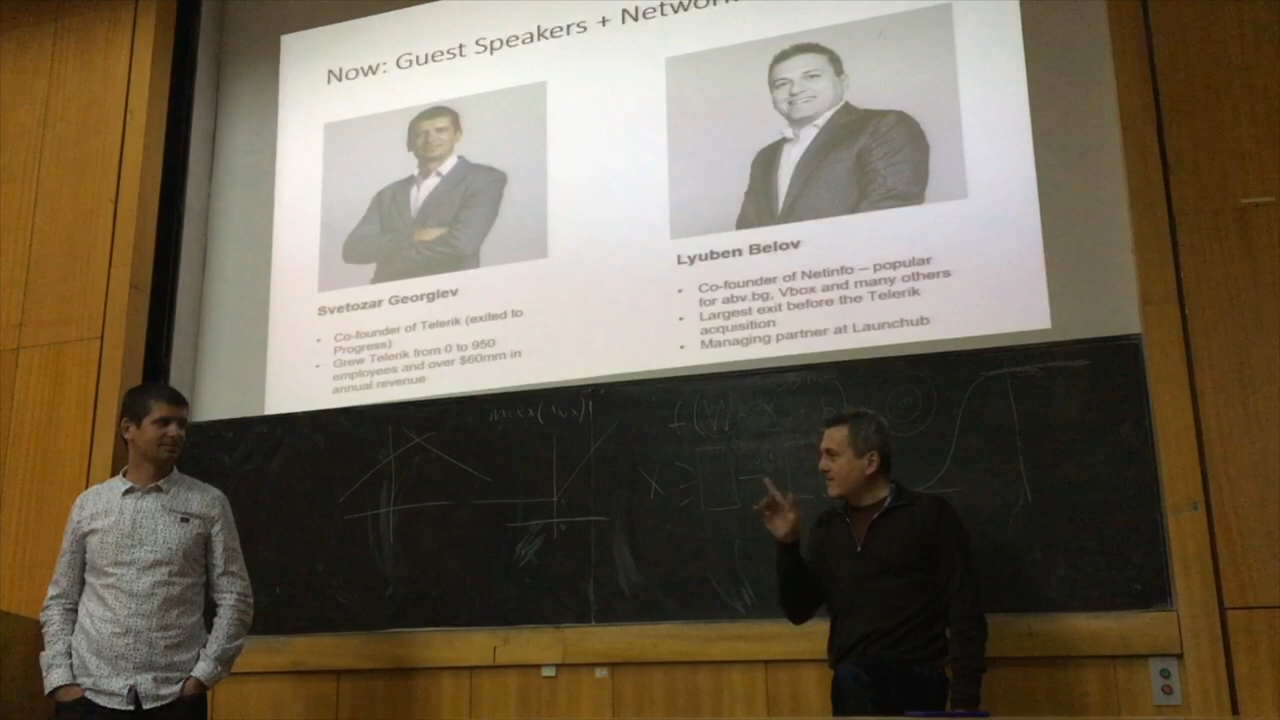 Now: Guest Speakers +
Svetozar Georgiev
• Co-founder of Telerik (exited to
Progress)
• Grew Telerik from 0 to 950
employees and over $60mm in
annual revenue
Lyuben Belov
• Co-founder of Netinfo – popular
for abv.bg, Vbox and many others
• Largest exit before the Telerik
acquisition
• Managing partner at Launchub
X